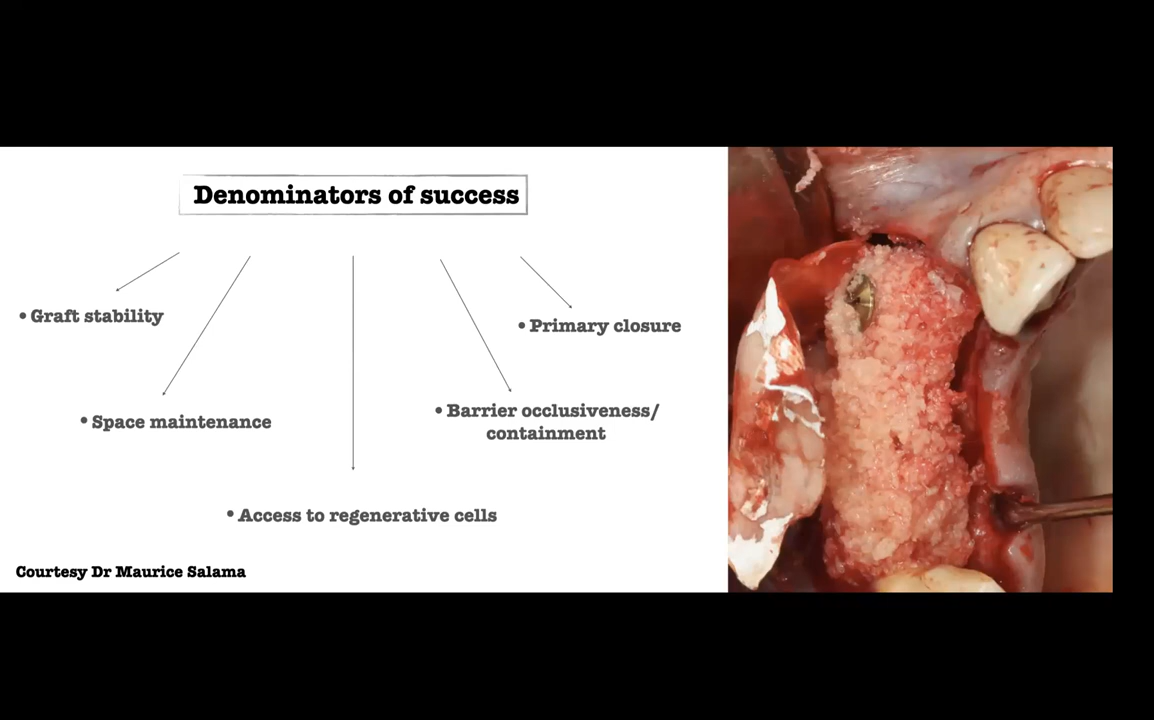 Denominators of success
• Graft stability
• Primary closure
• Space maintenance
• Barrier occlusiveness/
containment
• Access to regenerative cells
Courtesy Dr Maurice Salama